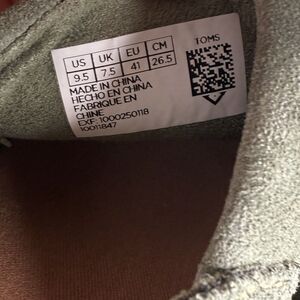 US UK EU CM
9.5 7.5 41 26.5
TOMS
MADE IN CHINA
HECHO EN CHINA
FABRIQUE EN
CHINE
EXF: 1000250118
10011847